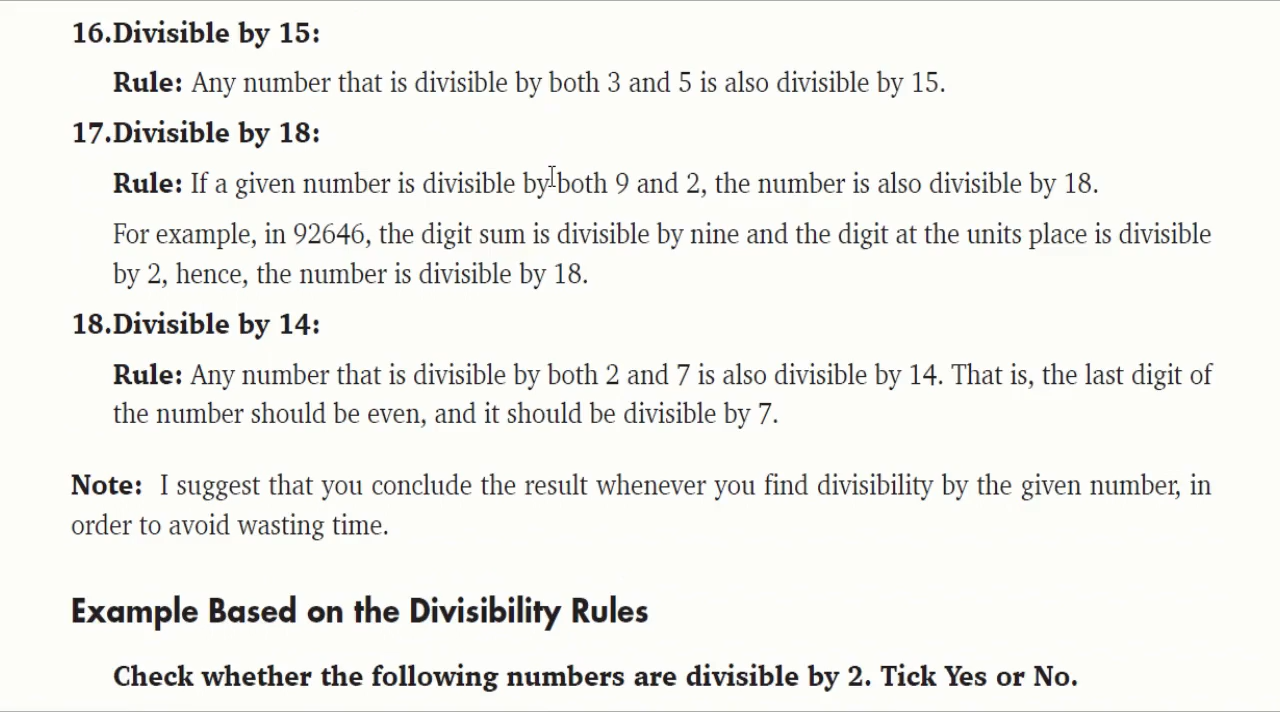 16.Divisible by 15:
Rule: Any number that is divisible by both 3 and 5 is also divisible by 15.
17.Divisible by 18:
Rule: If a given number is divisible by both 9 and 2, the number is also divisible by 18.
For example, in 92646, the digit sum is divisible by nine and the digit at the units place is divisible
by 2, hence, the number is divisible by 18.
18.Divisible by 14:
Rule: Any number that is divisible by both 2 and 7 is also divisible by 14. That is, the last digit of
the number should be even, and it should be divisible by 7.
Note: I suggest that you conclude the result whenever you find divisibility by the given number, in
order to avoid wasting time.
Example Based on the Divisibility Rules
Check whether the following numbers are divisible by 2. Tick Yes or No.